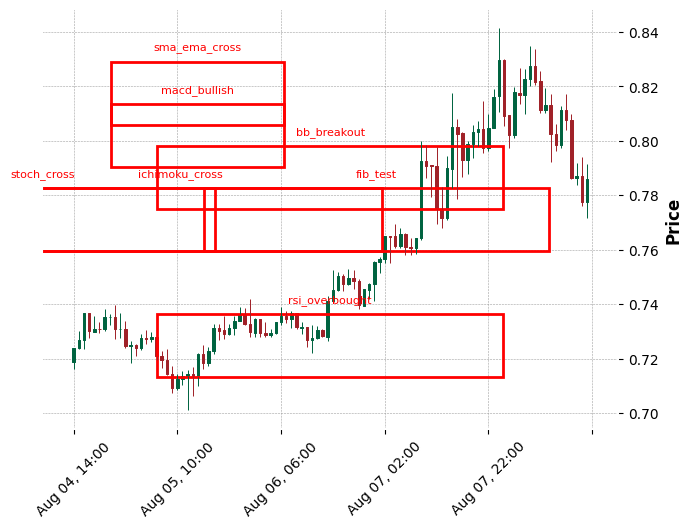 sma_ema_cross
macd_bullish
bb_breakout
stoch_cross
ichimoku_cross
fib_test
rsi_overbought
0.84
0.82
0.80
0.78
0.76
0.74
0.72
0.70
Price
Aug 04, 14:00
Aug 05, 10:00
Aug 06, 06:00
Aug 07, 02:00
Aug 07, 22:00